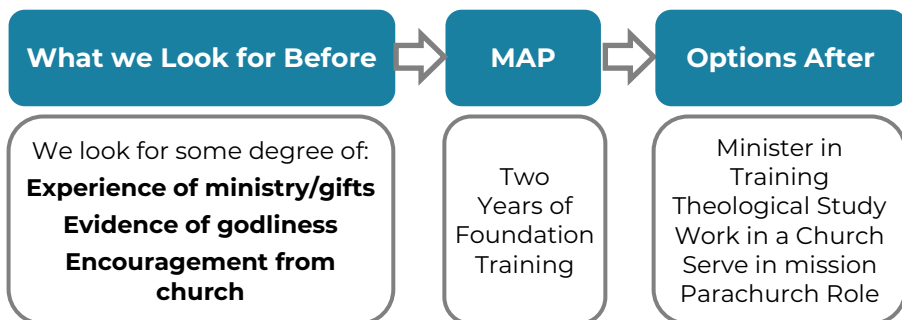 What we Look for Before
MAP
Options After
We look for some degree of:
Experience of ministry/gifts
Evidence of godliness
Encouragement from
church
Two
Years of
Foundation
Training
Minister in
Training
Theological Study
Work in a Church
Serve in mission
Parachurch Role